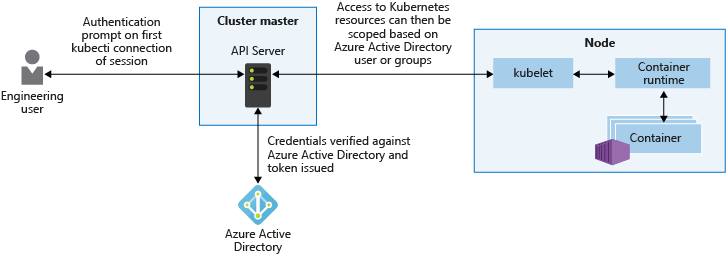 Authentication
prompt on first
kubecti connection
of session
Engineering
user
Cluster master
API Server
Access to Kubernetes
resources can then be
scoped based on
Azure Active Directory
user or groups
Node
kubelet
Container
runtime
Container
Credentials verified against
Azure Active Directory and
token issued
Azure Active
Directory